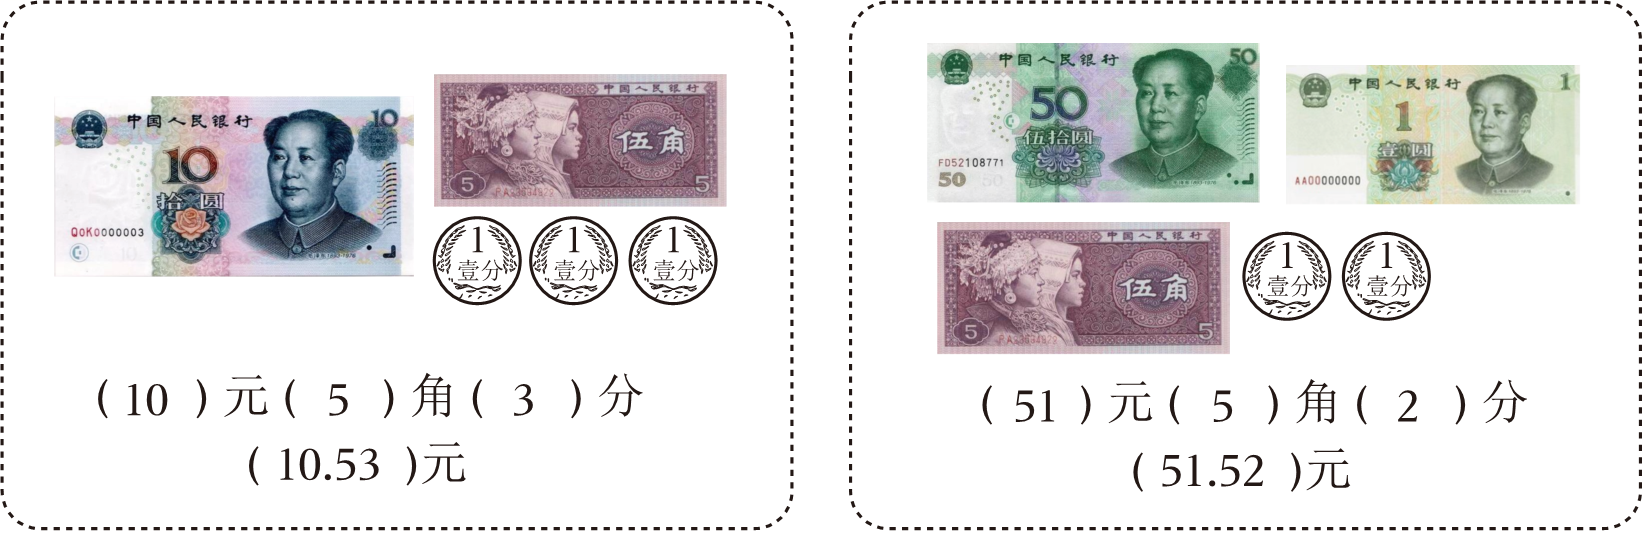 中国人民银行
10
10
拾圆
Q0K0000003
中国人民银行
伍角
5
5
1
壹分
1
壹分
1
壹分
(10)元(5)角(3)分
(10.53)元
中国人民银行
50
50
伍拾圆
FD52108771
50
中国人民银行
1
1
壹圆
AA00000000
中国人民银行
伍角
5
5
1
壹分
1
壹分
(51)元(5)角(2)分
(51.52)元